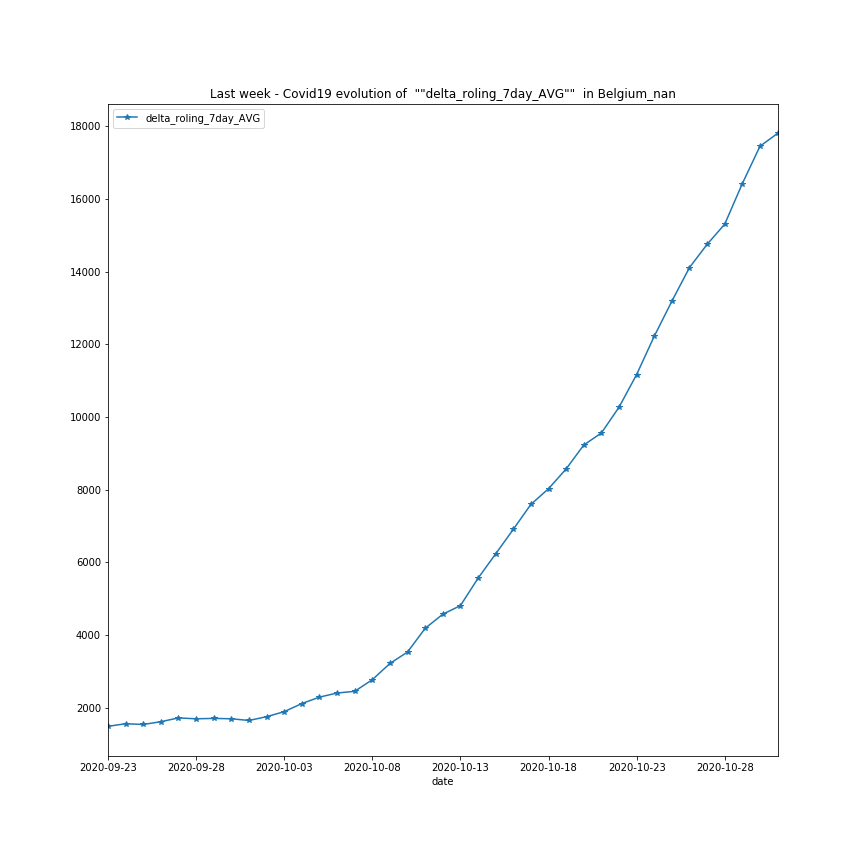 Last week - Covid19 evolution of  ""delta_roling_7day_AVG""  in Belgium_nan
delta_roling_7day_AVG
18000
16000
14000
12000
10000
8000
6000
4000
2000
2020-09-23 2020-09-28 2020-10-03 2020-10-08 2020-10-13 2020-10-18 2020-10-23 2020-10-28
date